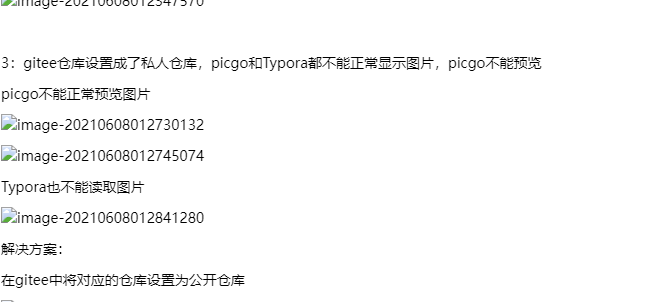 image-20210608012347570
3：gitee仓库设置成了私人仓库，picgo和Typora都不能正常显示图片，picgo不能预览
picgo不能正常预览图片
image-20210608012730132
image-20210608012745074
Typora也不能读取图片
image-20210608012841280
解决方案：
在gitee中将对应的仓库设置为公开仓库